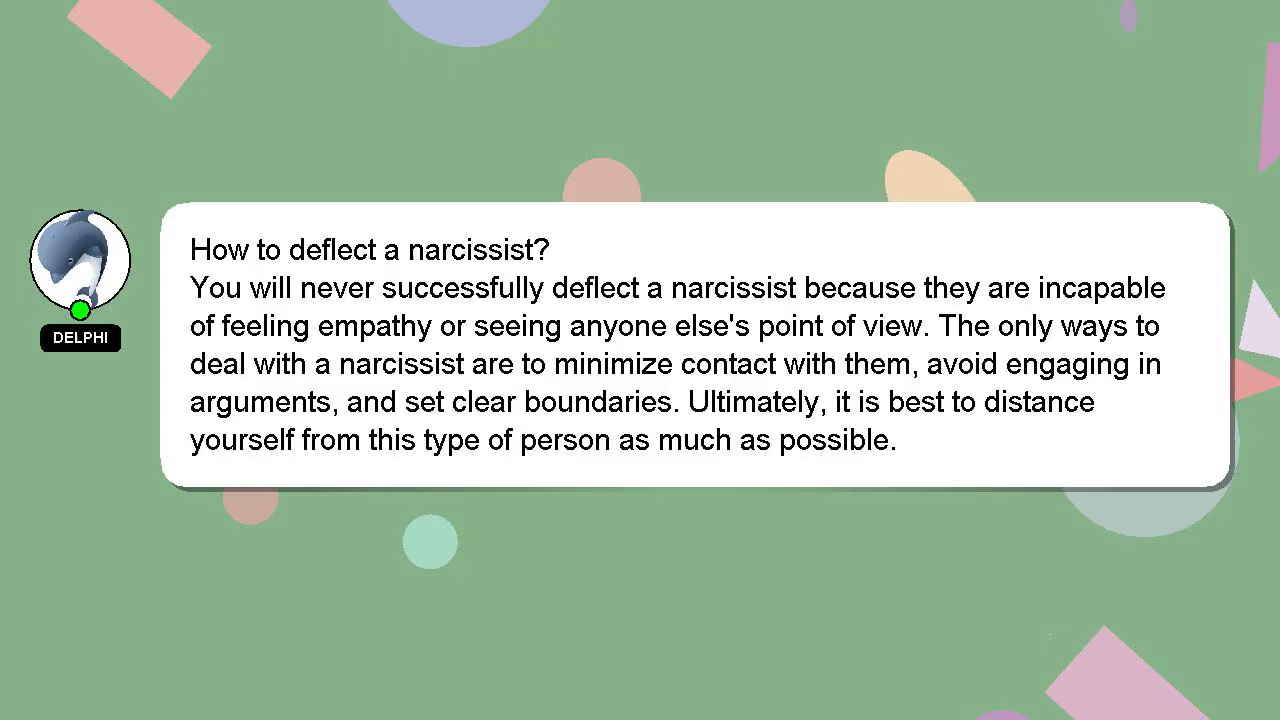 How to deflect a narcissist?
You will never successfully deflect a narcissist because they are incapable
of feeling empathy or seeing anyone else's point of view. The only ways to
deal with a narcissist are to minimize contact with them, avoid engaging in
arguments, and set clear boundaries. Ultimately, it is best to distance
yourself from this type of person as much as possible.
DELPHI